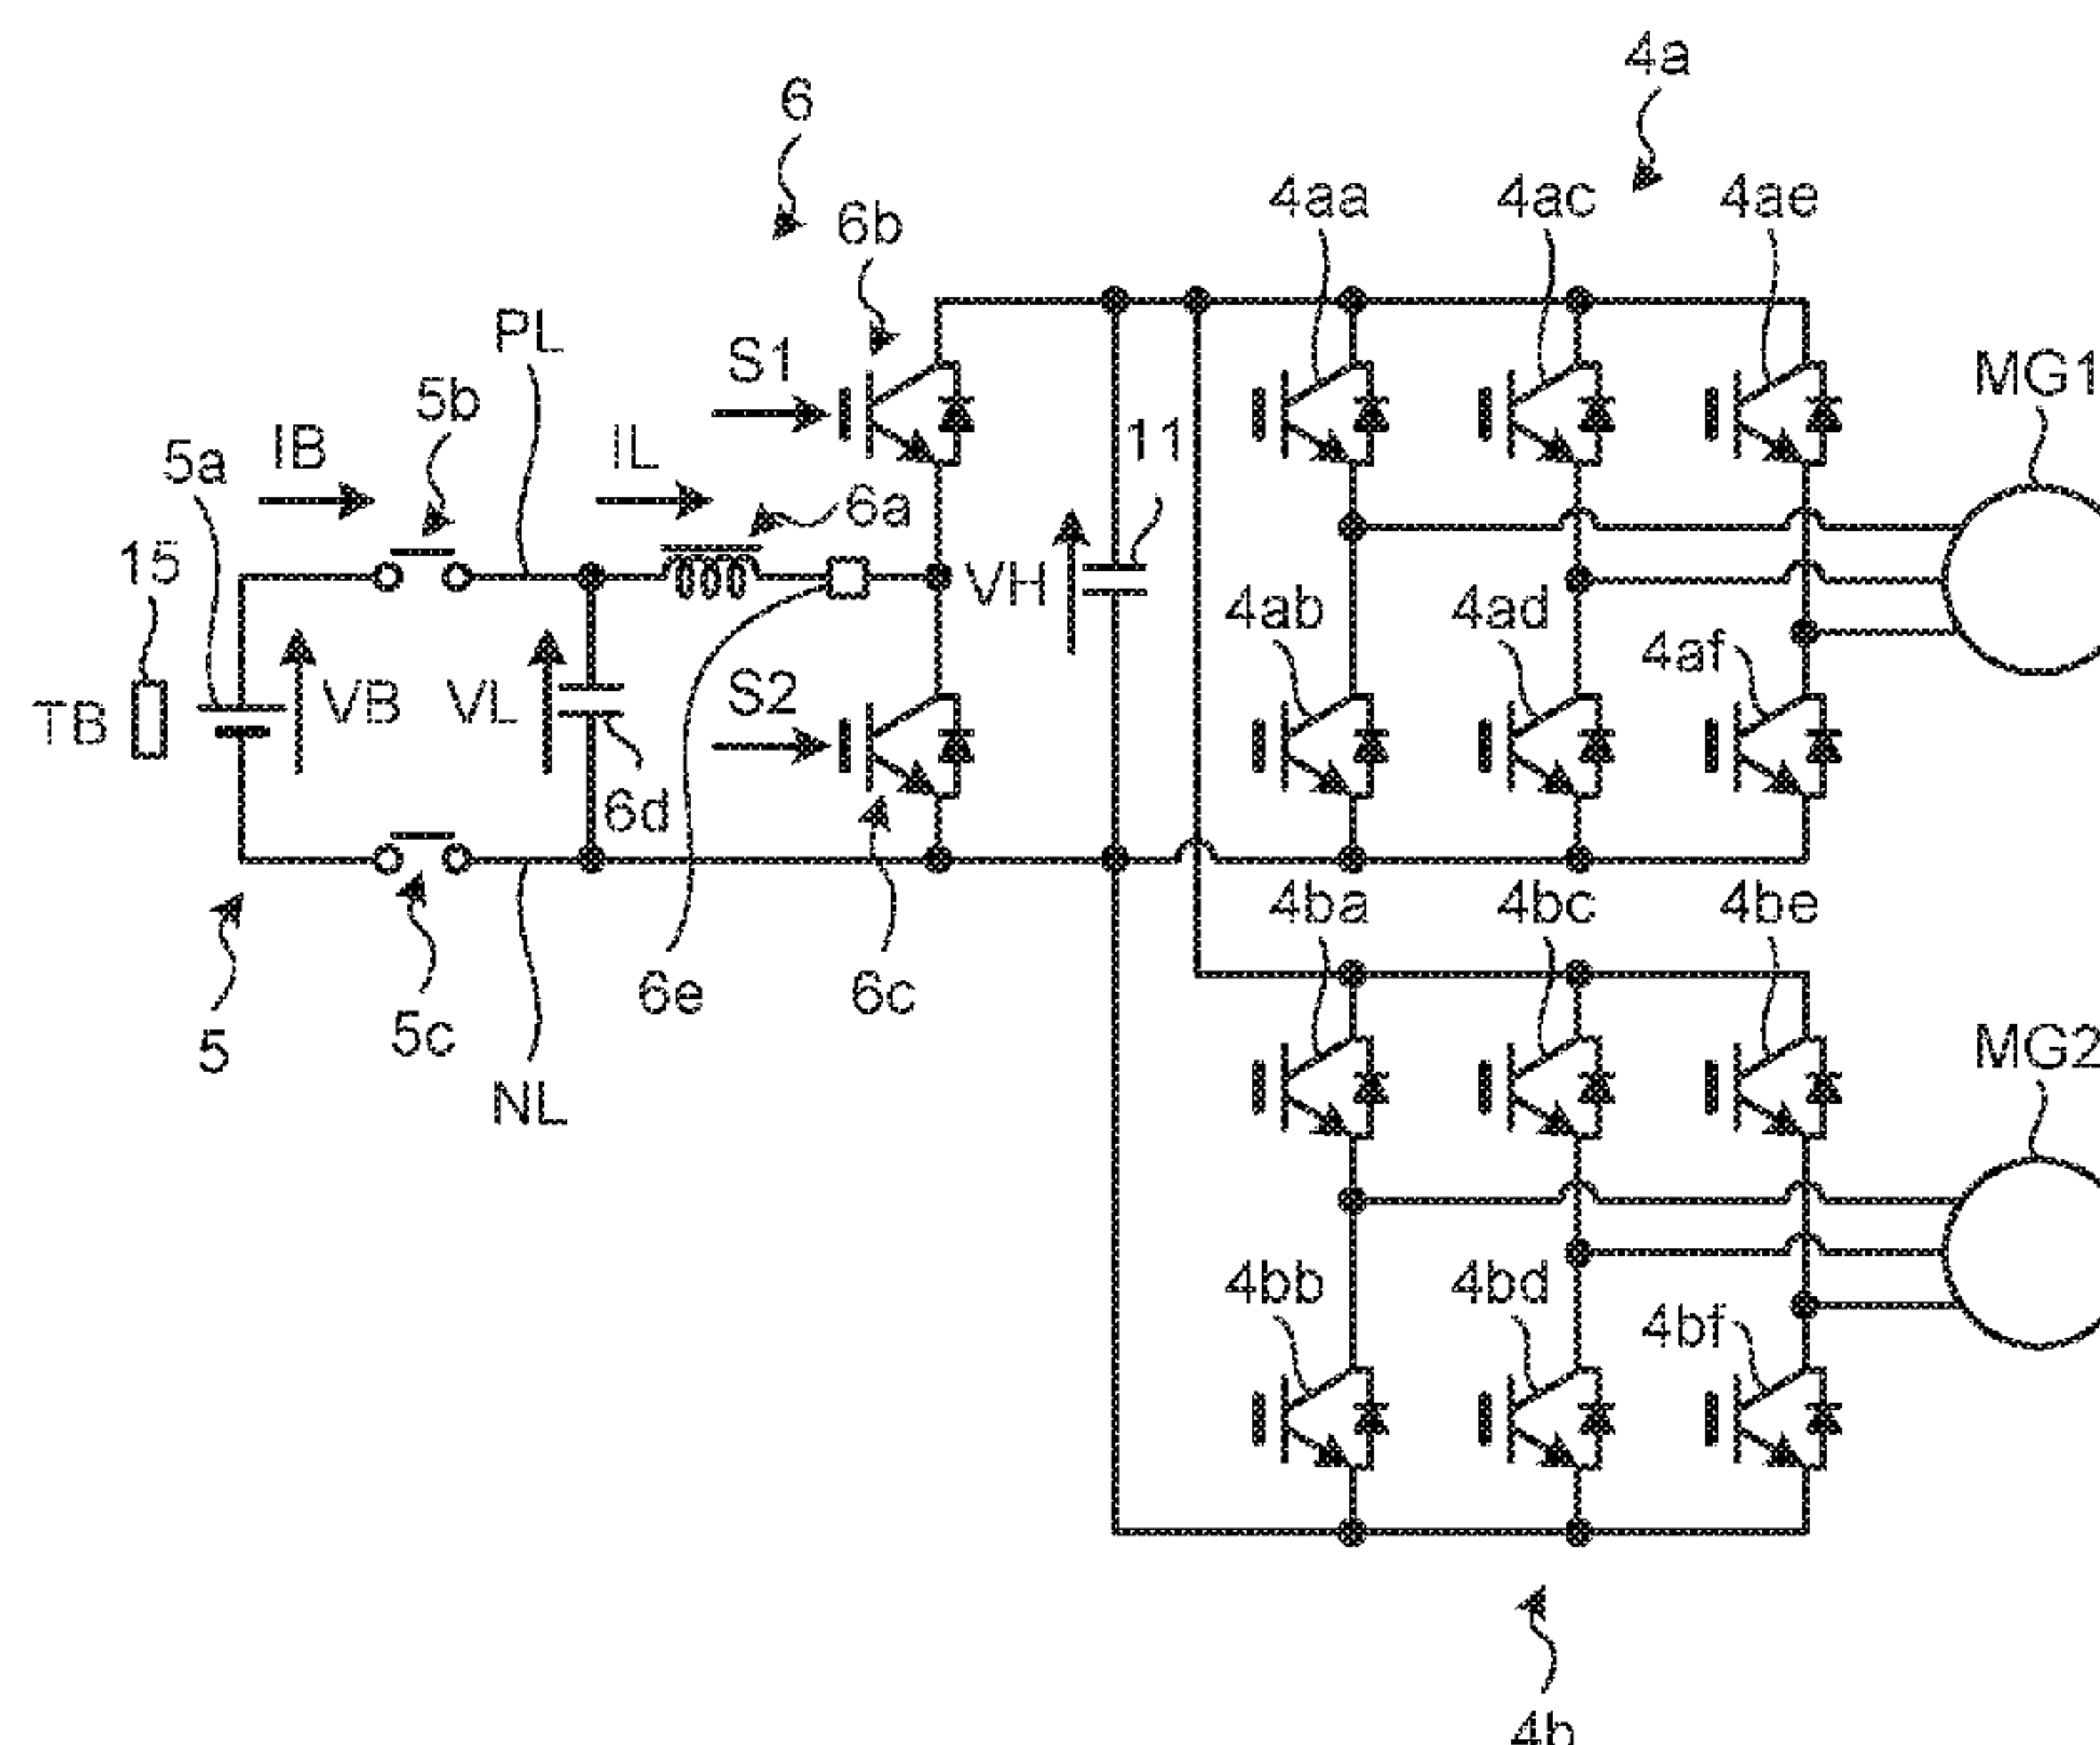 4a
6
4aa 4ac 4ae
6b
PL
S1
MG1
5b
IB
IL
11
5a
6a
15
VH
4ab 4ad
4af
TB
VB
VL
S2
6d
4ba 4bc 4be
6e
6c
5
5c
MG2
NL
4bb 4bd
4bf
4b